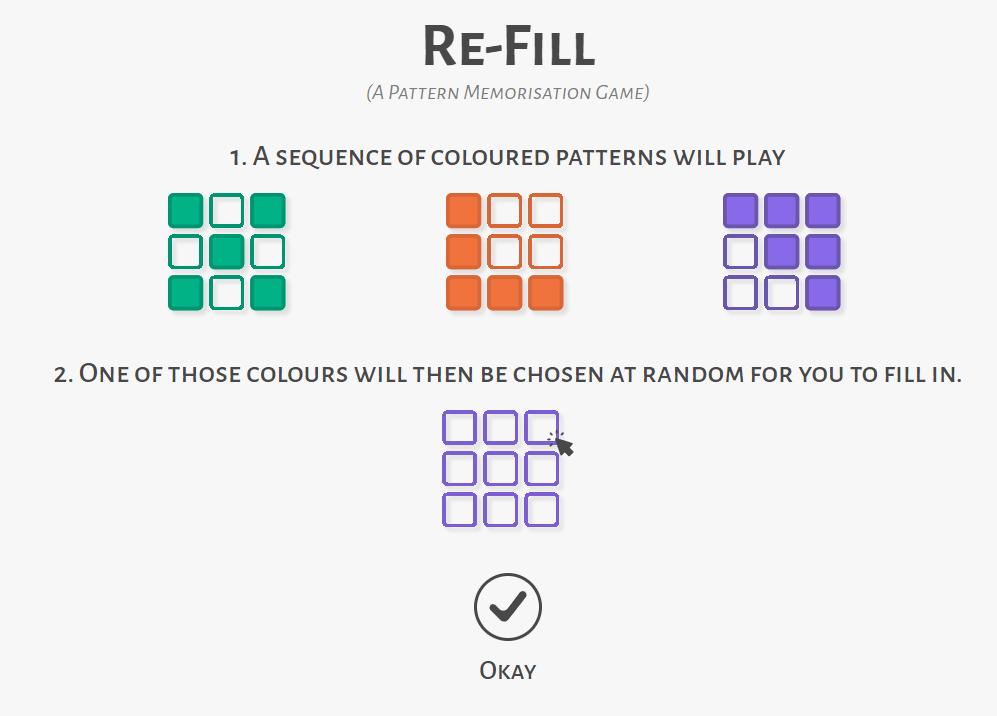 Re-Fill
(A Pattern Memorisation Game)
1. A sequence of coloured patterns will play
2. One of those colours will then be chosen at random for you to fill in.
Okay